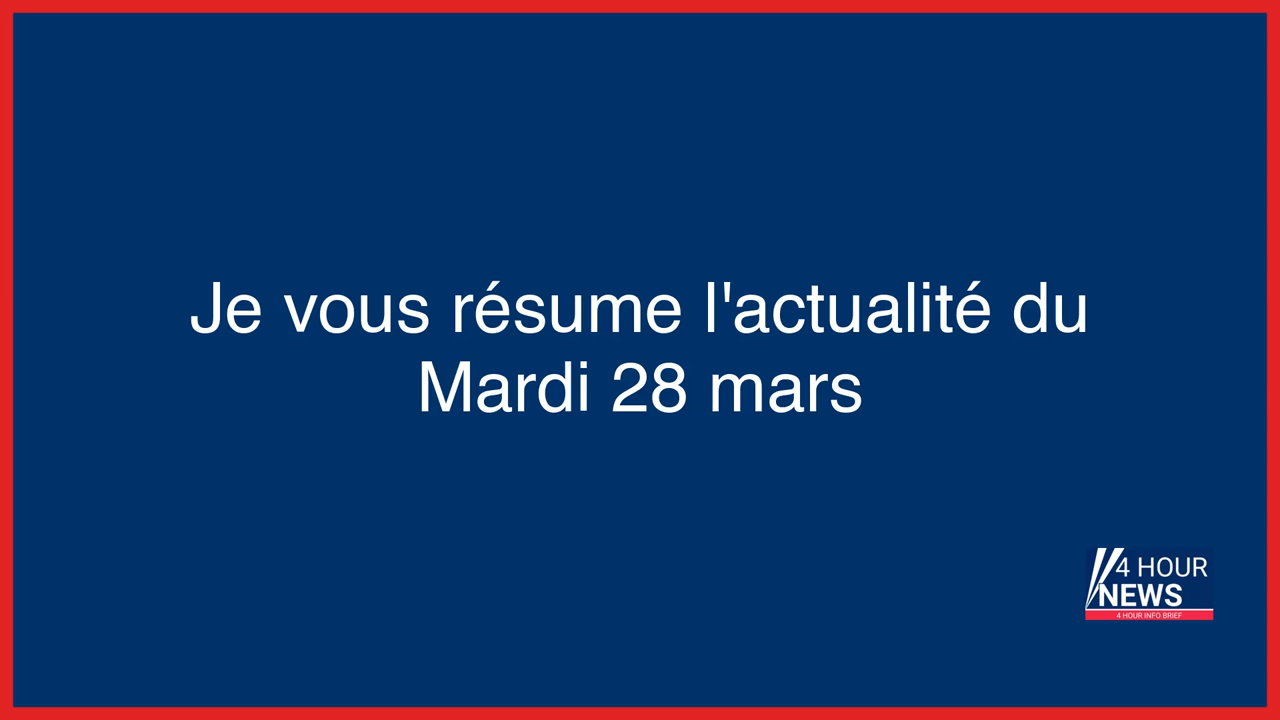 Je vous résume l'actualité du
Mardi 28 mars
4 HOUR
NEWS
4 HOUR INFO BRIEF